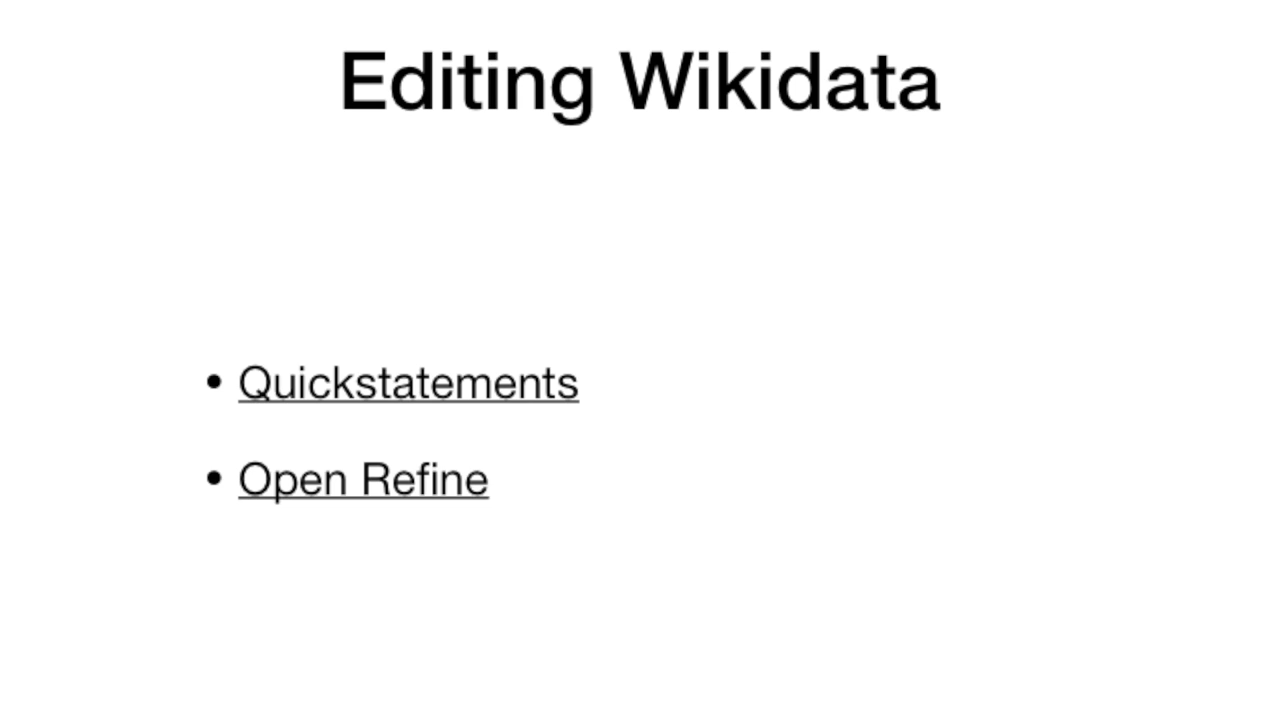 Editing Wikidata
• Quickstatements
• Open Refine